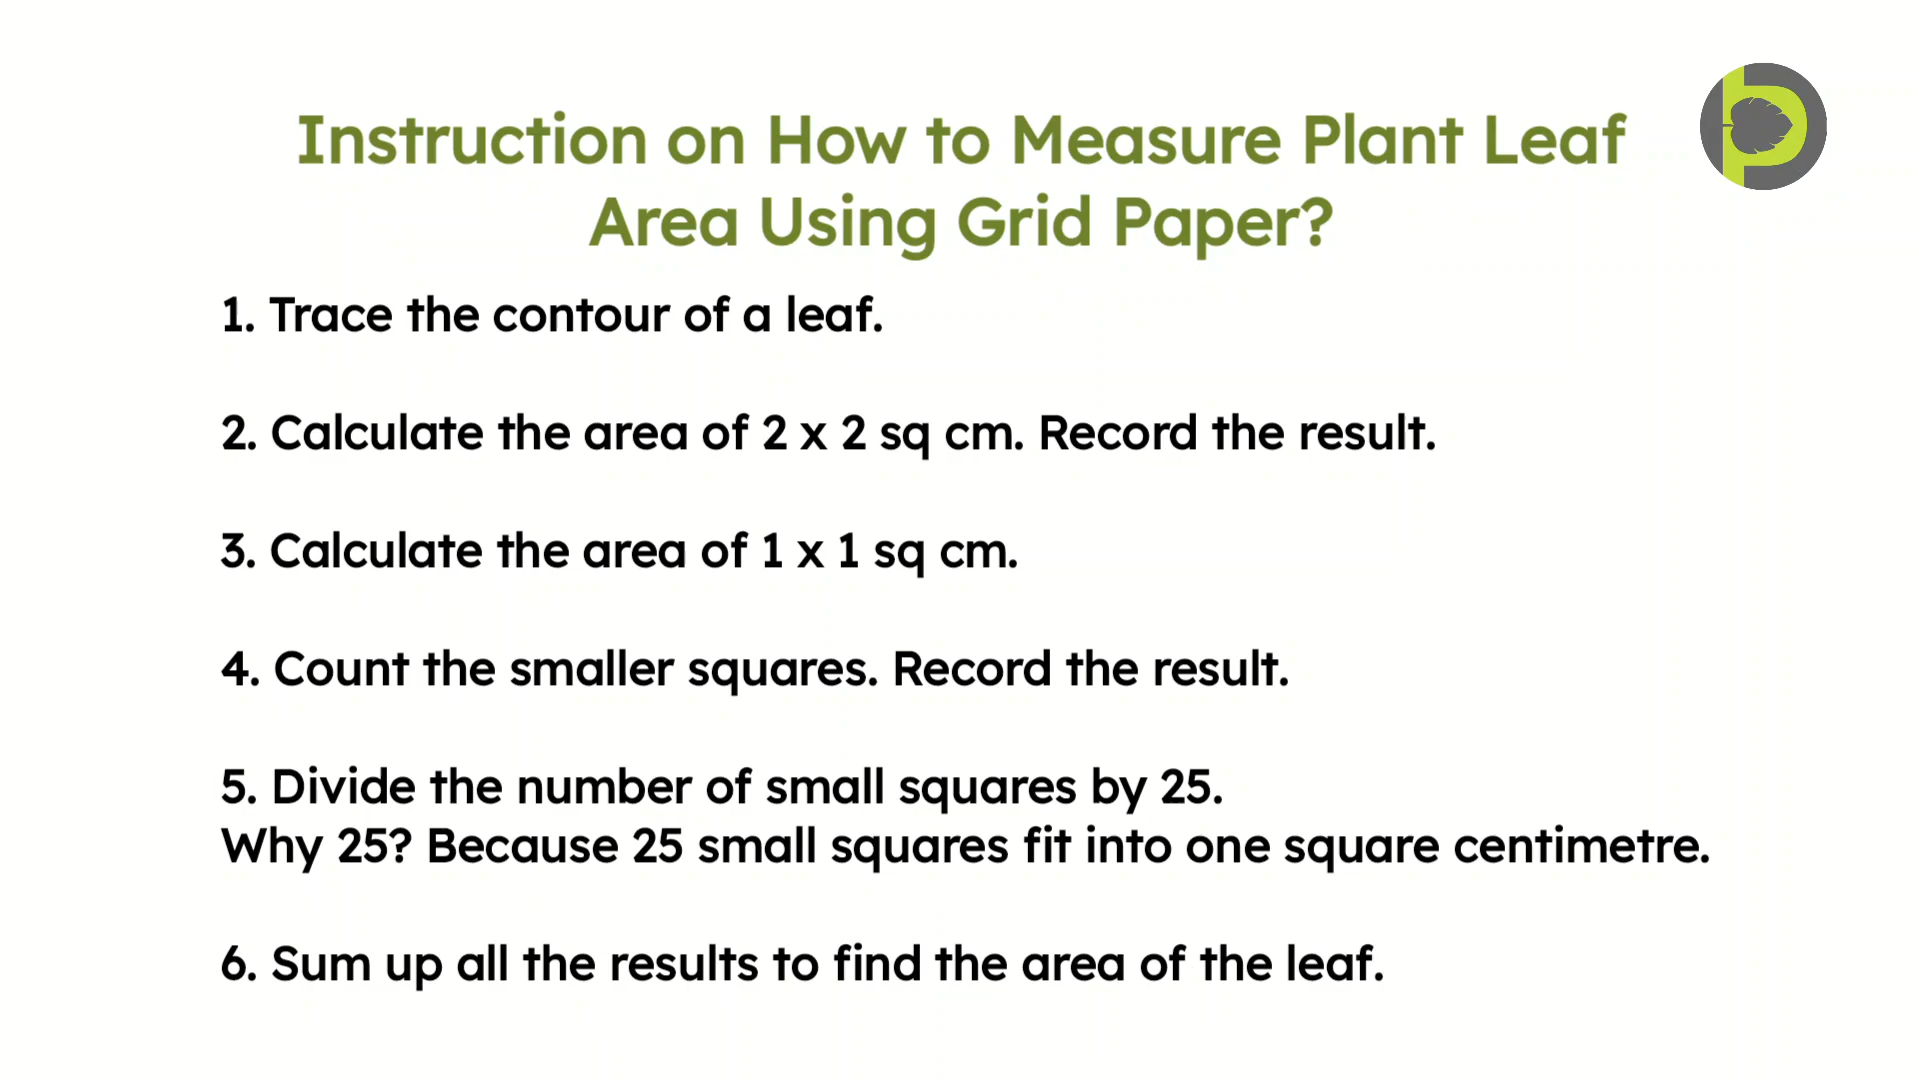 Instruction on How to Measure Plant Leaf
Area Using Grid Paper?
1. Trace the contour of a leaf.
2. Calculate the area of 2 x 2 sq cm. Record the result.
3. Calculate the area of 1 x 1 sq cm.
4. Count the smaller squares. Record the result.
5. Divide the number of small squares by 25.
Why 25? Because 25 small squares fit into one square centimetre.
6. Sum up all the results to find the area of the leaf.